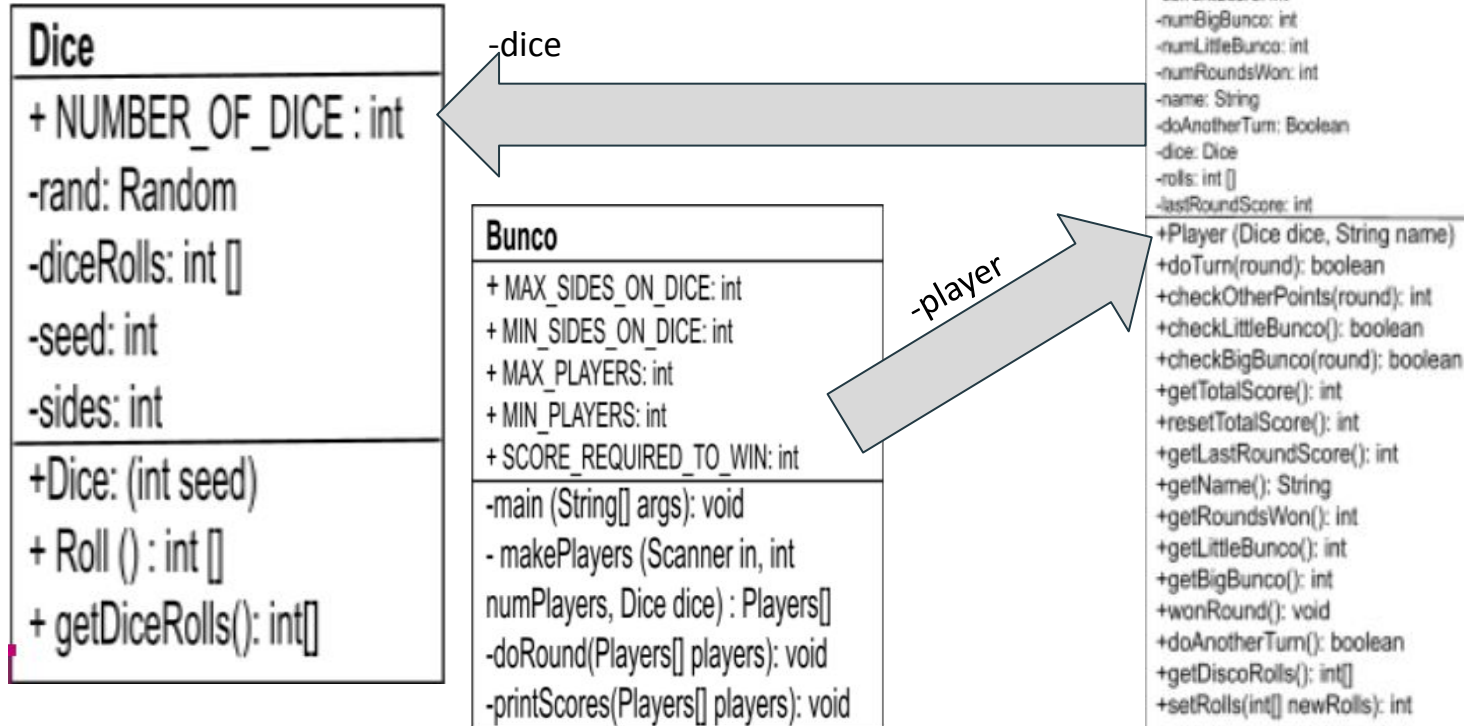 Dice
+ NUMBER_OF_DICE : int
-rand: Random
-diceRolls: int []
-seed: int
-sides: int
+Dice: (int seed)
+ Roll () : int []
+ getDiceRolls(): int[]
-dice
Bunco
+ MAX_SIDES_ON_DICE: int
+ MIN_SIDES_ON_DICE: int
+ MAX_PLAYERS: int
+ MIN_PLAYERS: int
+ SCORE_REQUIRED_TO_WIN: int
-main (String[] args): void
- makePlayers (Scanner in, int
numPlayers, Dice dice) : Players[]
-doRound(Players[] players): void
-printScores(Players[] players): void
-player
-numBigBunco: int
-numLittleBunco: int
-numRoundsWon: int
-name: String
-doAnotherTurn: Boolean
-dice: Dice
-rolls: int []
-lastRoundScore: int
+Player (Dice dice, String name)
+doTurn(round): boolean
+checkOtherPoints(round): int
+checkLittleBunco(): boolean
+checkBigBunco(round): boolean
+getTotalScore(): int
+resetTotalScore(): int
+getLastRoundScore(): int
+getName(): String
+getRoundsWon(): int
+getLittleBunco(): int
+getBigBunco(): int
+wonRound(): void
+doAnotherTurn(): boolean
+getDiscoRolls(): int[]
+setRolls(int[] newRolls): int